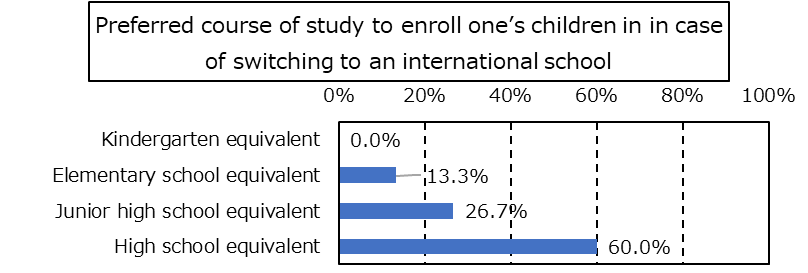 Preferred course of study to enroll one’s children in in case
of switching to an international school
0% 20% 40% 60% 80% 100%
Kindergarten equivalent 0.0%
Elementary school equivalent 13.3%
Junior high school equivalent 26.7%
High school equivalent 60.0%